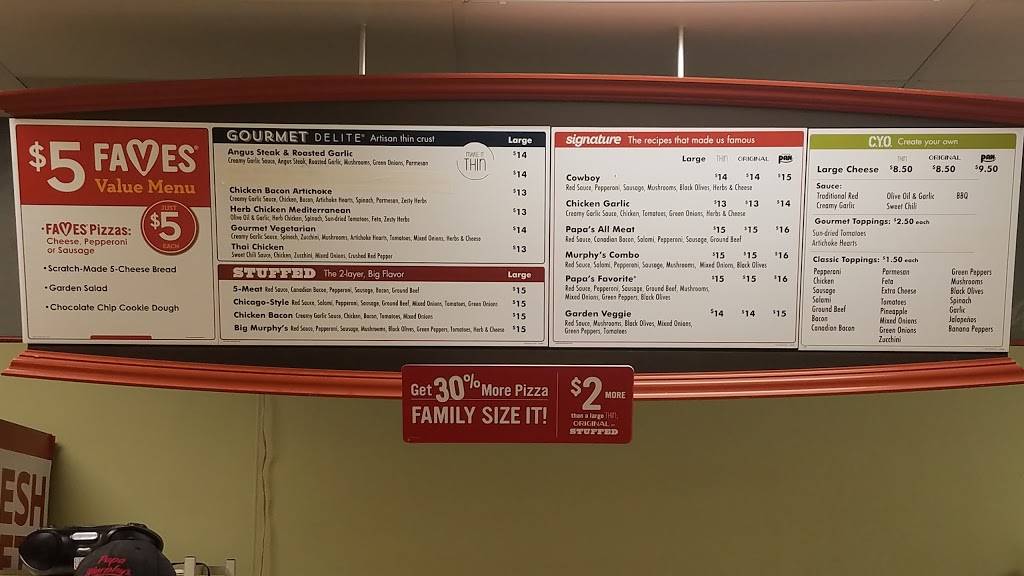 $5 FAVES®
Value Menu
JUST
$5
EACH
•FAVES Pizzas:
Cheese, Pepperoni
or Sausage
•Scratch-Made 5-Cheese Bread
•Garden Salad
•Chocolate Chip Cookie Dough
GOURMET DELITE® Artisan thin crust Large
MAKE IT
THIN
Angus Steak & Roasted Garlic $14
Creamy Garlic Sauce, Angus Steak, Roasted Garlic, Mushrooms, Green Onions, Parmesan
$14
Chicken Bacon Artichoke $13
Creamy Garlic Sauce, Chicken, Bacon, Artichoke Hearts, Spinach, Parmesan, Zesty Herbs
Herb Chicken Mediterranean $13
Olive Oil & Garlic, Herb Chicken, Spinach, Sun-dried Tomatoes, Feta, Zesty Herbs
Gourmet Vegetarian $14
Creamy Garlic Sauce, Spinach, Zucchini, Mushrooms, Artichoke Hearts, Tomatoes, Mixed Onions, Herbs & Cheese
Thai Chicken $13
Sweet Chili Sauce, Chicken, Zucchini, Mixed Onions, Crushed Red Pepper
STUFFED The 2-layer, Big Flavor Large
5-Meat Red Sauce, Canadian Bacon, Pepperoni, Sausage, Bacon, Ground Beef $15
Chicago-Style Red Sauce, Salami, Pepperoni, Sausage, Ground Beef, Mixed Onions, Tomatoes, Green Onions $15
Chicken Bacon Creamy Garlic Sauce, Chicken, Bacon, Tomatoes, Mixed Onions $15
Big Murphy's Red Sauce, Pepperoni, Sausage, Mushrooms, Black Olives, Green Peppers, Tomatoes, Herb & Cheese $15
signature The recipes that made us famous
Large THIN ORIGINAL pan
Cowboy $14 $14 $15
Red Sauce, Pepperoni, Sausage, Mushrooms, Black Olives, Herbs & Cheese
Chicken Garlic $13 $13 $14
Creamy Garlic Sauce, Chicken, Tomatoes, Green Onions, Herbs & Cheese
Papa's All Meat $15 $15 $16
Red Sauce, Canadian Bacon, Salami, Pepperoni, Sausage, Ground Beef
Murphy's Combo $15 $15 $16
Red Sauce, Salami, Pepperoni, Sausage, Mushrooms, Mixed Onions, Black Olives
Papa's Favorite® $15 $15 $16
Red Sauce, Pepperoni, Sausage, Ground Beef, Mushrooms,
Mixed Onions, Green Peppers, Black Olives
Garden Veggie $14 $14 $15
Red Sauce, Mushrooms, Black Olives, Mixed Onions,
Green Peppers, Tomatoes
C.Y.O. Create your own
THIN ORIGINAL pan
Large Cheese $8.50 $8.50 $9.50
Sauce:
Traditional Red Olive Oil & Garlic BBQ
Creamy Garlic Sweet Chili
Gourmet Toppings: $2.50 each
Sun-dried Tomatoes
Artichoke Hearts
Classic Toppings: $1.50 each
Pepperoni Parmesan Green Peppers
Chicken Feta Mushrooms
Sausage Extra Cheese Black Olives
Salami Tomatoes Spinach
Ground Beef Pineapple Garlic
Bacon Mixed Onions Jalapeños
Canadian Bacon Green Onions Banana Peppers
Zucchini
Get 30% More Pizza
FAMILY SIZE IT!
$2 MORE
than a large THIN,
ORIGINAL or
STUFFED
ESH
Papa
Murphy's